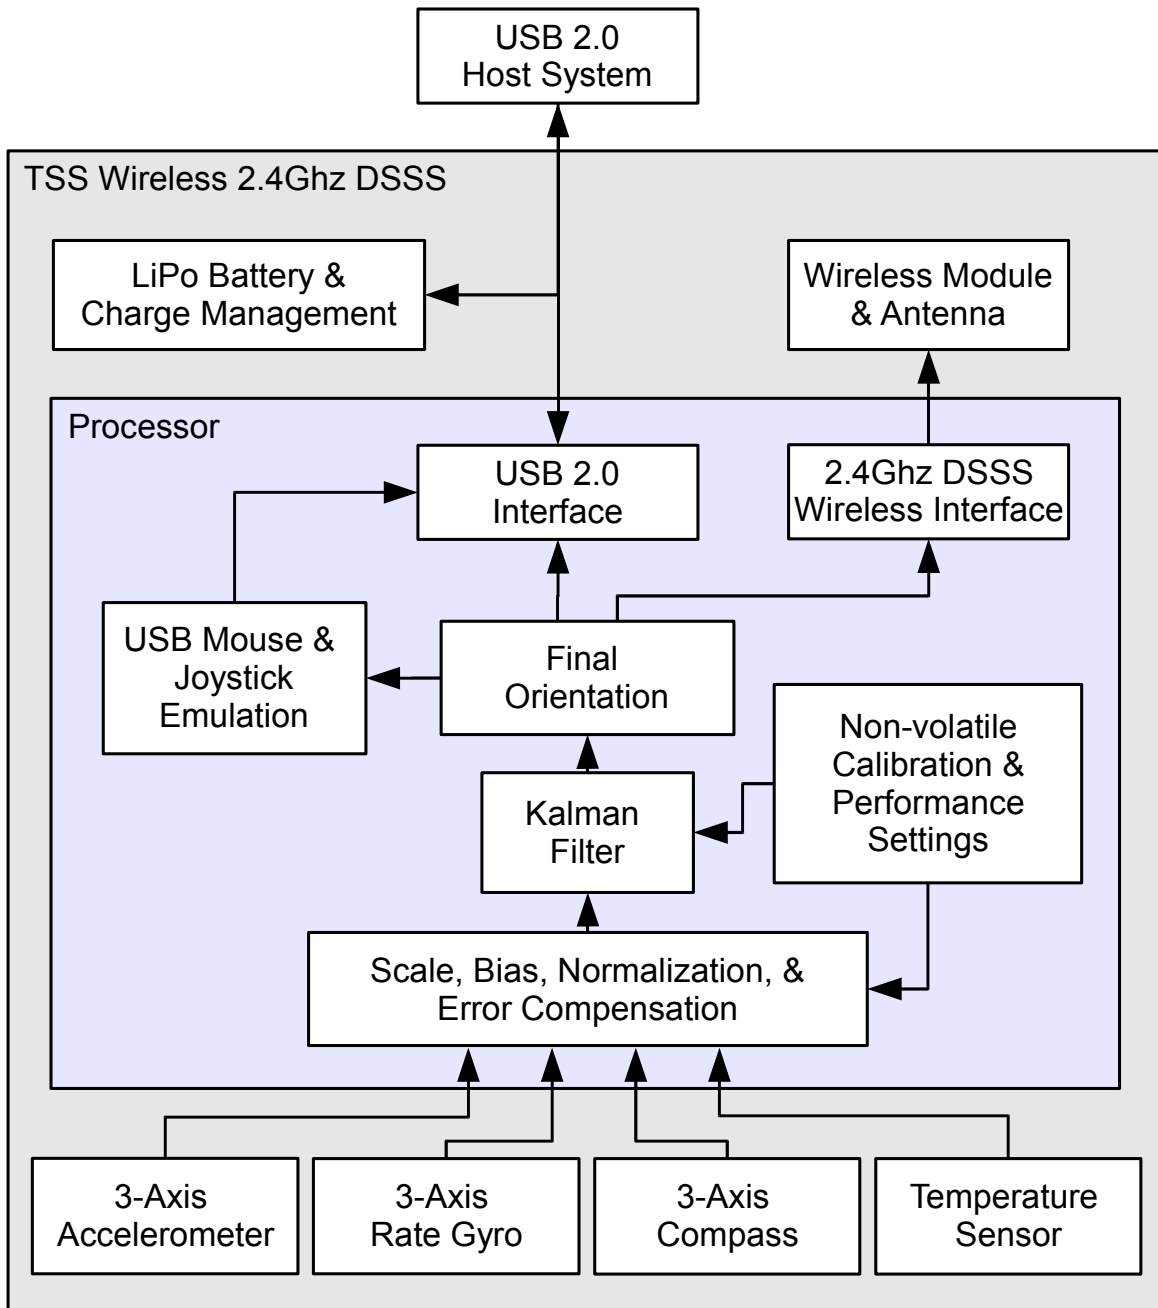 USB 2.0
Host System
TSS Wireless 2.4Ghz DSSS
LiPo Battery &
Charge Management
Wireless Module
& Antenna
Processor
USB 2.0
Interface
2.4Ghz DSSS
Wireless Interface
USB Mouse &
Joystick
Emulation
Final
Orientation
Non-volatile
Calibration &
Performance
Settings
Kalman
Filter
Scale, Bias, Normalization, &
Error Compensation
3-Axis
Accelerometer
3-Axis
Rate Gyro
3-Axis
Compass
Temperature
Sensor